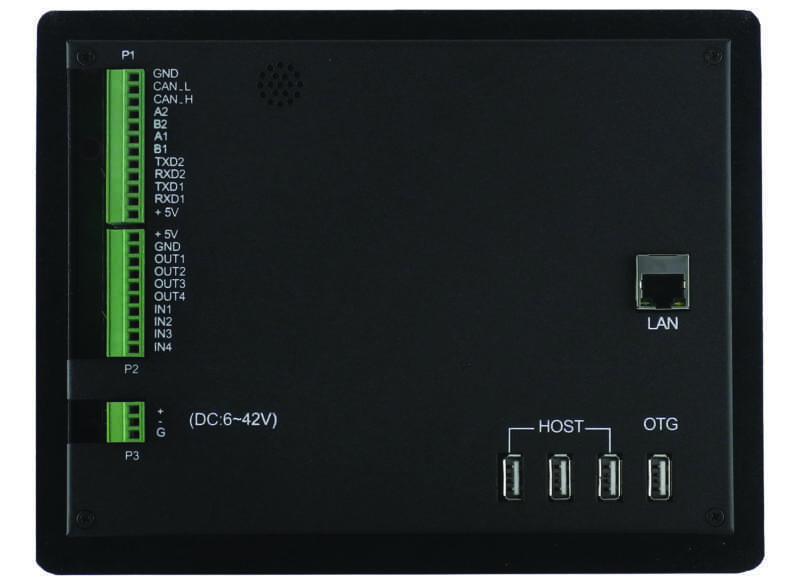 P1
GND
CAN_L
CAN_H
A2
B2
A1
B1
TXD2
RXD2
TXD1
RXD1
+ 5V
+ 5V
GND
OUT1
OUT2
OUT3
OUT4
IN1
IN2
IN3
IN4
P2
+
-
G
(DC:6~42V)
P3
LAN
HOST
OTG